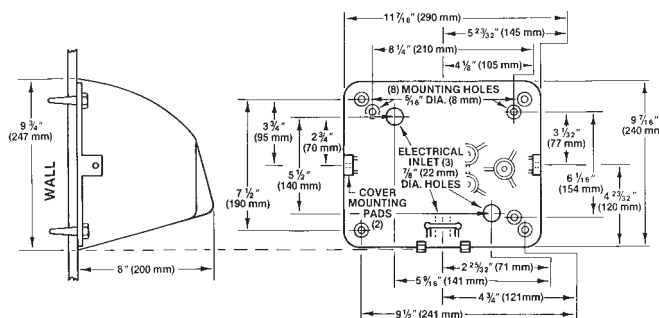 11 7/16" (290 mm)
5 23/32" (145 mm)
8 1/4" (210 mm)
4 1/8" (105 mm)
(8) MOUNTING HOLES
5/16" DIA. (8 mm)
9 3/4"
(247 mm)
WALL
8" (200 mm)
3 3/4"
(95 mm)
2 3/4"
(70 mm)
5 1/2"
(140 mm)
7 1/2"
(190 mm)
ELECTRICAL
INLET (3)
7/8" (22 mm)
DIA. HOLES
COVER
MOUNTING
PADS
(2)
3 1/32"
(77 mm)
9 7/16"
(240 mm)
6 1/16"
(154 mm)
4 23/32"
(120 mm)
2 25/32" (71 mm)
5 9/16" (141 mm)
4 3/4" (121mm)
9 1/2" (241 mm)